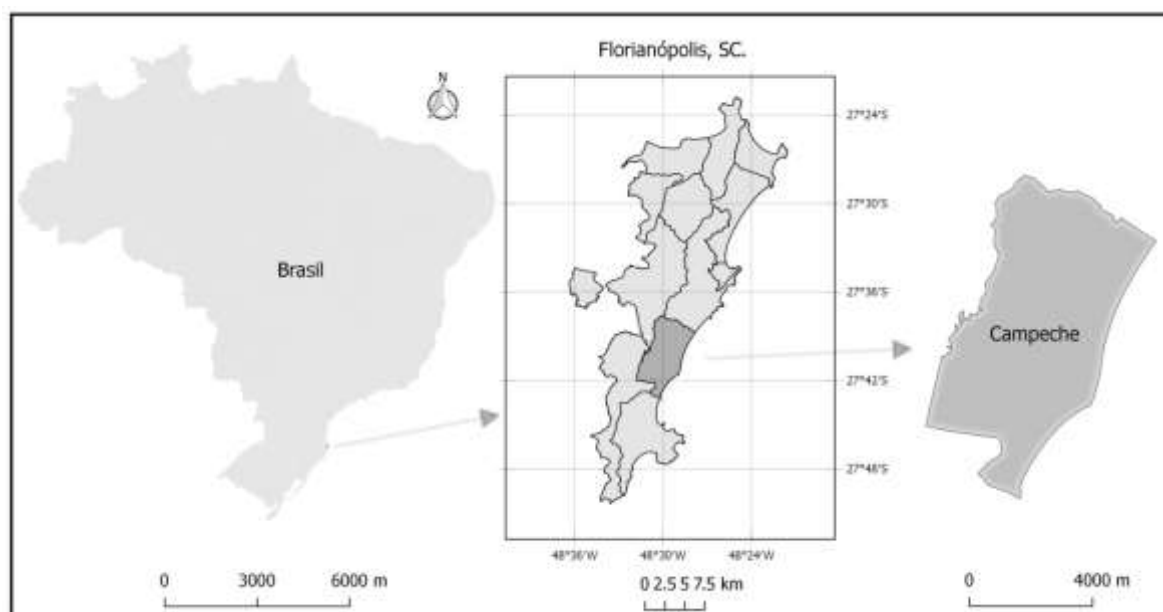 Florianópolis, SC.
N
27°24'S
27°30'S
27°36'S
27°42'S
27°48'S
Brasil
Campeche
48°36'W
48°30'W
48°24'W
0 3000 6000 m
0 2.5 5 7.5 km
0 4000 m